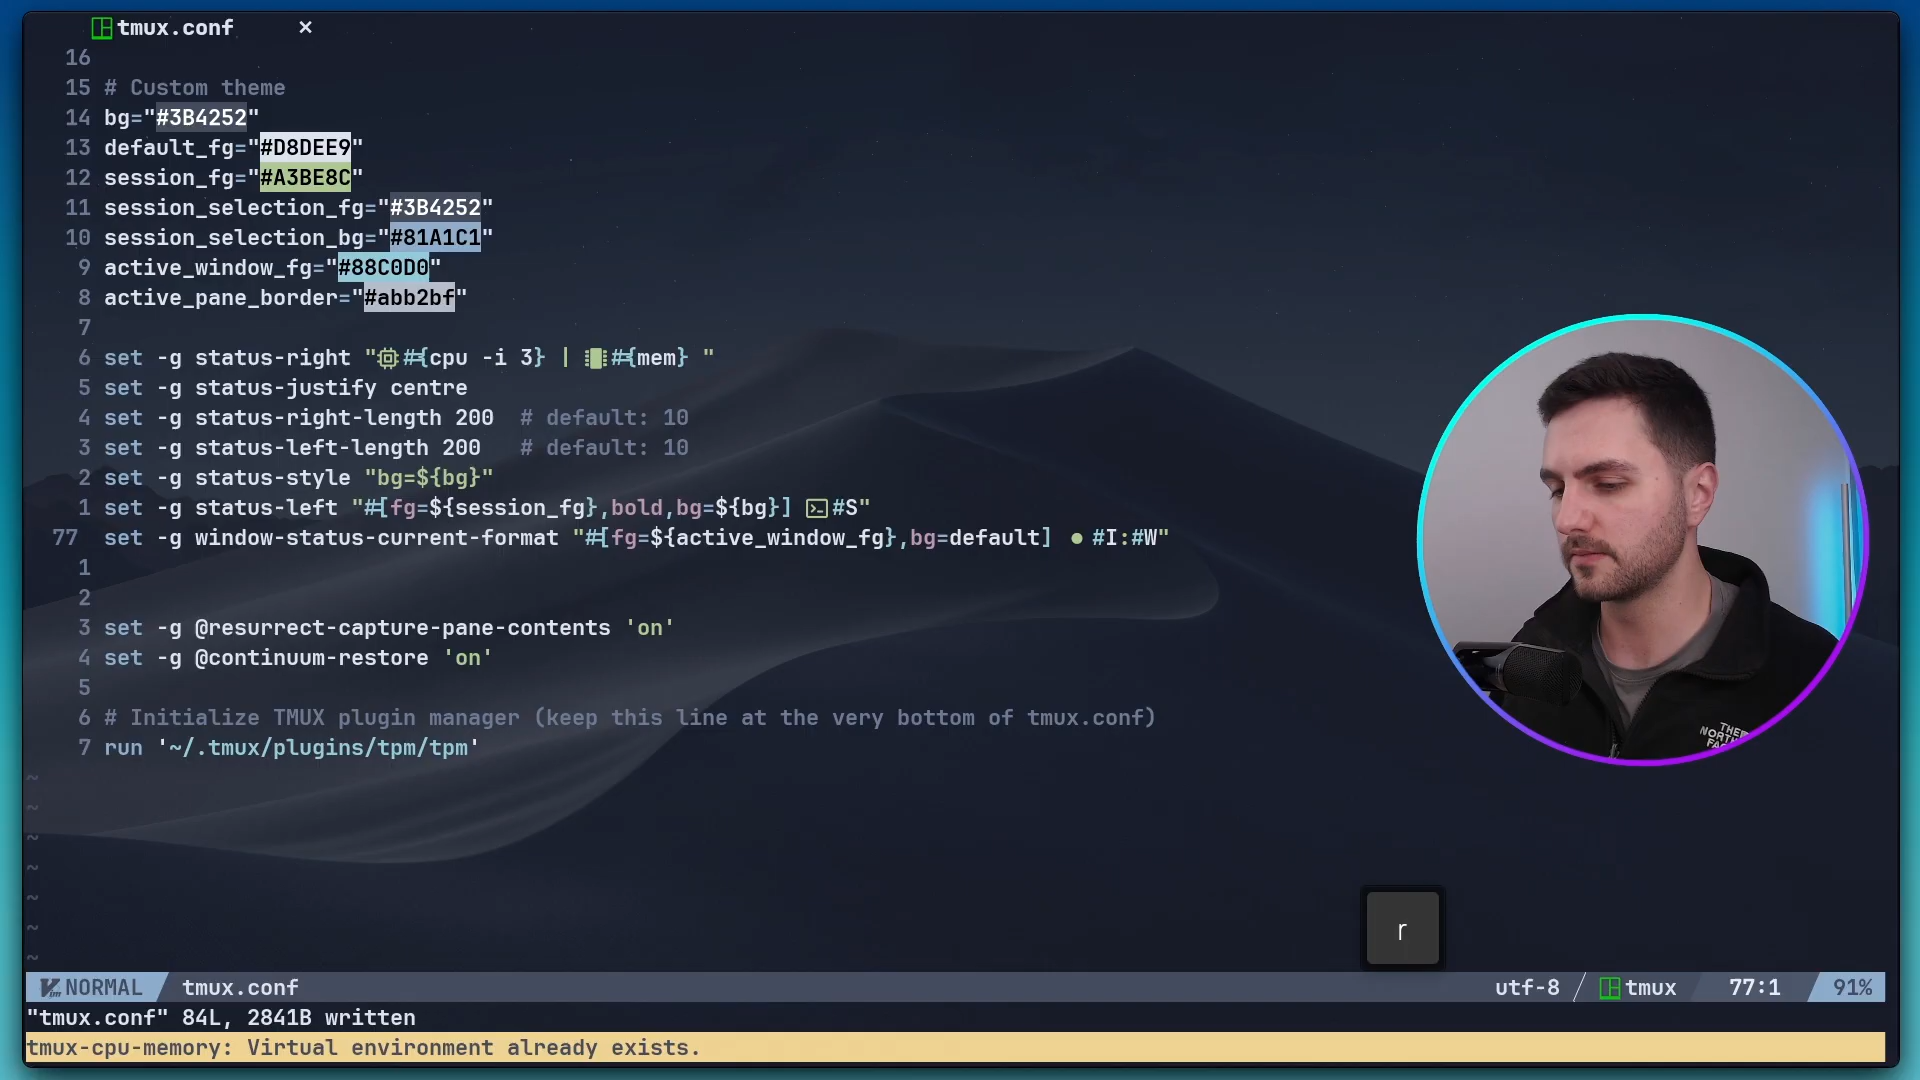 tmux.conf ×
16
15 # Custom theme
14 bg="#3B4252"
13 default_fg="#D8DEE9"
12 session_fg="#A3BE8C"
11 session_selection_fg="#3B4252"
10 session_selection_bg="#81A1C1"
9 active_window_fg="#88C0D0"
8 active_pane_border="#abb2bf"
7
6 set -g status-right "#{cpu -i 3} | #{mem} "
5 set -g status-justify centre
4 set -g status-right-length 200 # default: 10
3 set -g status-left-length 200 # default: 10
2 set -g status-style "bg=${bg}"
1 set -g status-left "#[fg=${session_fg},bold,bg=${bg}] #S"
77 set -g window-status-current-format "#[fg=${active_window_fg},bg=default] ● #I:#W"
1
2
3 set -g @resurrect-capture-pane-contents 'on'
4 set -g @continuum-restore 'on'
5
6 # Initialize TMUX plugin manager (keep this line at the very bottom of tmux.conf)
7 run '~/.tmux/plugins/tpm/tpm'
~
~
~
~
~
~
~
THE
NORTH
FAC
r
NORMAL tmux.conf utf-8 tmux 77:1 91%
"tmux.conf" 84L, 2841B written
tmux-cpu-memory: Virtual environment already exists.